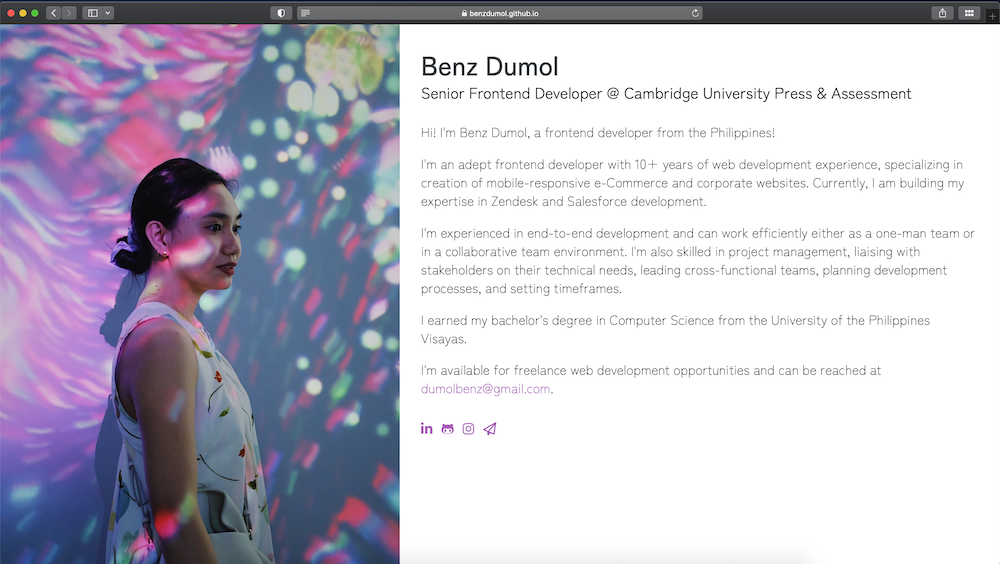 benzdumol.github.io
Benz Dumol
Senior Frontend Developer @ Cambridge University Press & Assessment
Hi! I'm Benz Dumol, a frontend developer from the Philippines!
I'm an adept frontend developer with 10+ years of web development experience, specializing in
creation of mobile-responsive e-Commerce and corporate websites. Currently, I am building my
expertise in Zendesk and Salesforce development.
I'm experienced in end-to-end development and can work efficiently either as a one-man team or
in a collaborative team environment. I'm also skilled in project management, liaising with
stakeholders on their technical needs, leading cross-functional teams, planning development
processes, and setting timeframes.
I earned my bachelor's degree in Computer Science from the University of the Philippines
Visayas.
I'm available for freelance web development opportunities and can be reached at
dumolbenz@gmail.com.
in